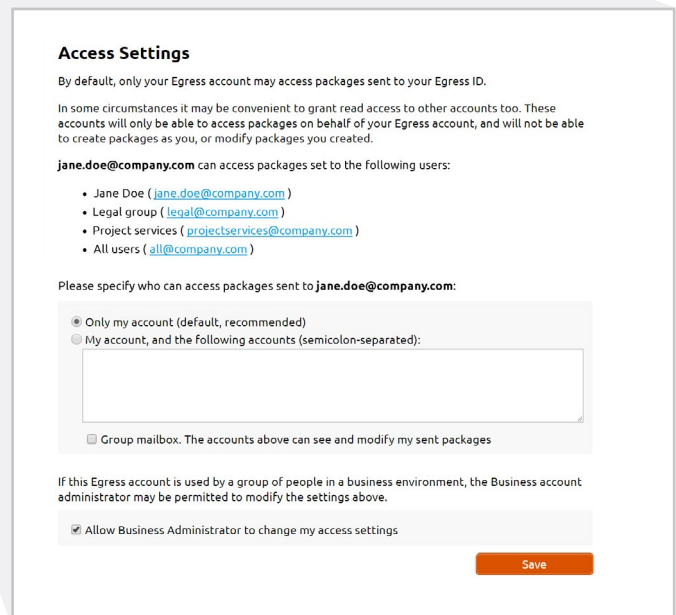 Access Settings
By default, only your Egress account may access packages sent to your Egress ID.
In some circumstances it may be convenient to grant read access to other accounts too. These
accounts will only be able to access packages on behalf of your Egress account, and will not be able
to create packages as you, or modify packages you created.
jane.doe@company.com can access packages set to the following users:
• Jane Doe ( jane.doe@company.com )
• Legal group ( legal@company.com )
• Project services ( projectservices@company.com )
• All users ( all@company.com )
Please specify who can access packages sent to jane.doe@company.com:
Only my account (default, recommended)
My account, and the following accounts (semicolon-separated):
Group mailbox. The accounts above can see and modify my sent packages
If this Egress account is used by a group of people in a business environment, the Business account
administrator may be permitted to modify the settings above.
Allow Business Administrator to change my access settings
Save